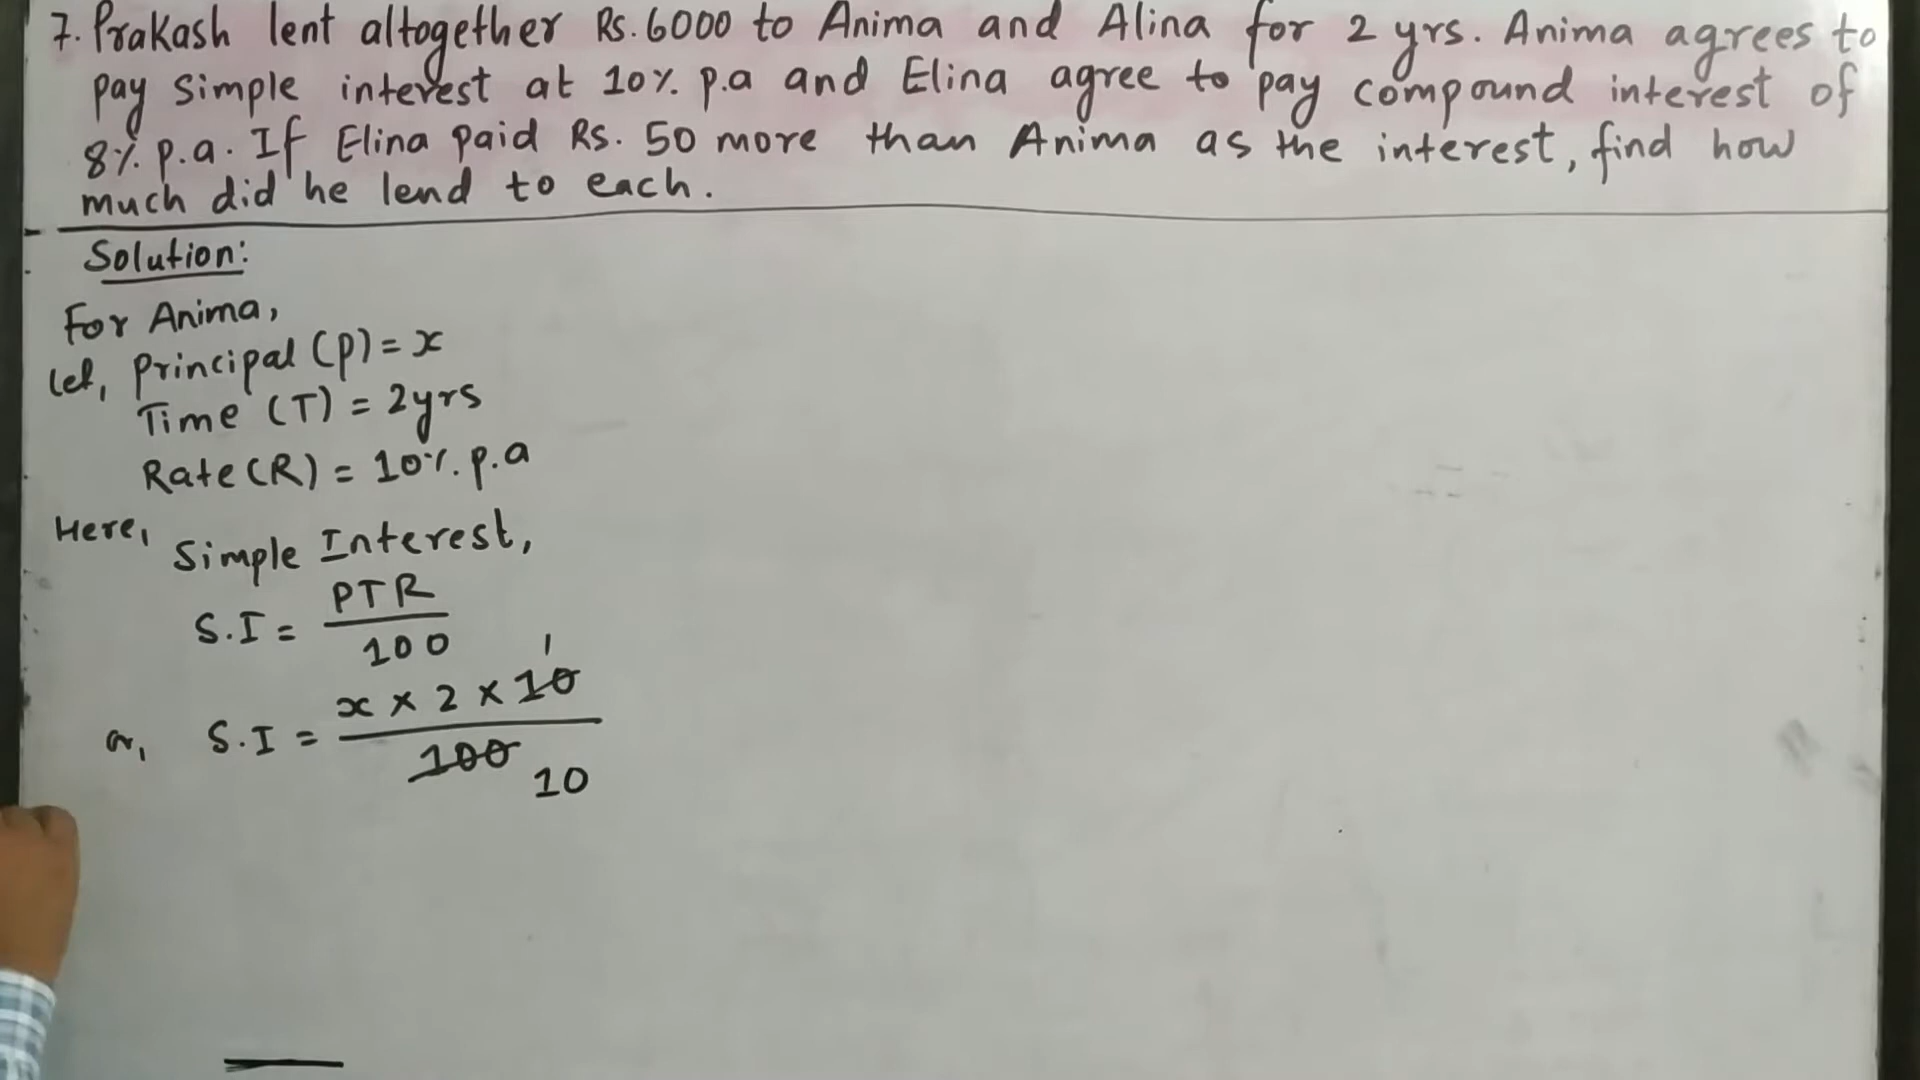 7. Prakash lent altogether Rs. 6000 to Anima and Alina for 2 yrs. Anima agrees to
pay simple interest at 10% p.a and Elina agree to pay compound interest of
8% p.a. If Elina paid Rs. 50 more than Anima as the interest, find how
much did he lend to each.
Solution:
For Anima,
Let, Principal (P) = x
Time (T) = 2yrs
Rate (R) = 10% p.a
Here,
Simple Interest,
S.I = PTR / 100
or, S.I = x × 2 × 10 1 / 100 10